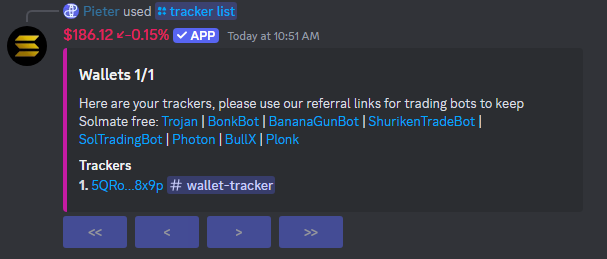 Pieter used tracker list
$186.12 ↙-0.15% ✓ APP Today at 10:51 AM
Wallets 1/1
Here are your trackers, please use our referral links for trading bots to keep
Solmate free: Trojan | BonkBot | BananaGunBot | ShurikenTradeBot |
SolTradingBot | Photon | BullX | Plonk
Trackers
1. 5QRo...8x9p # wallet-tracker
<< < > >>